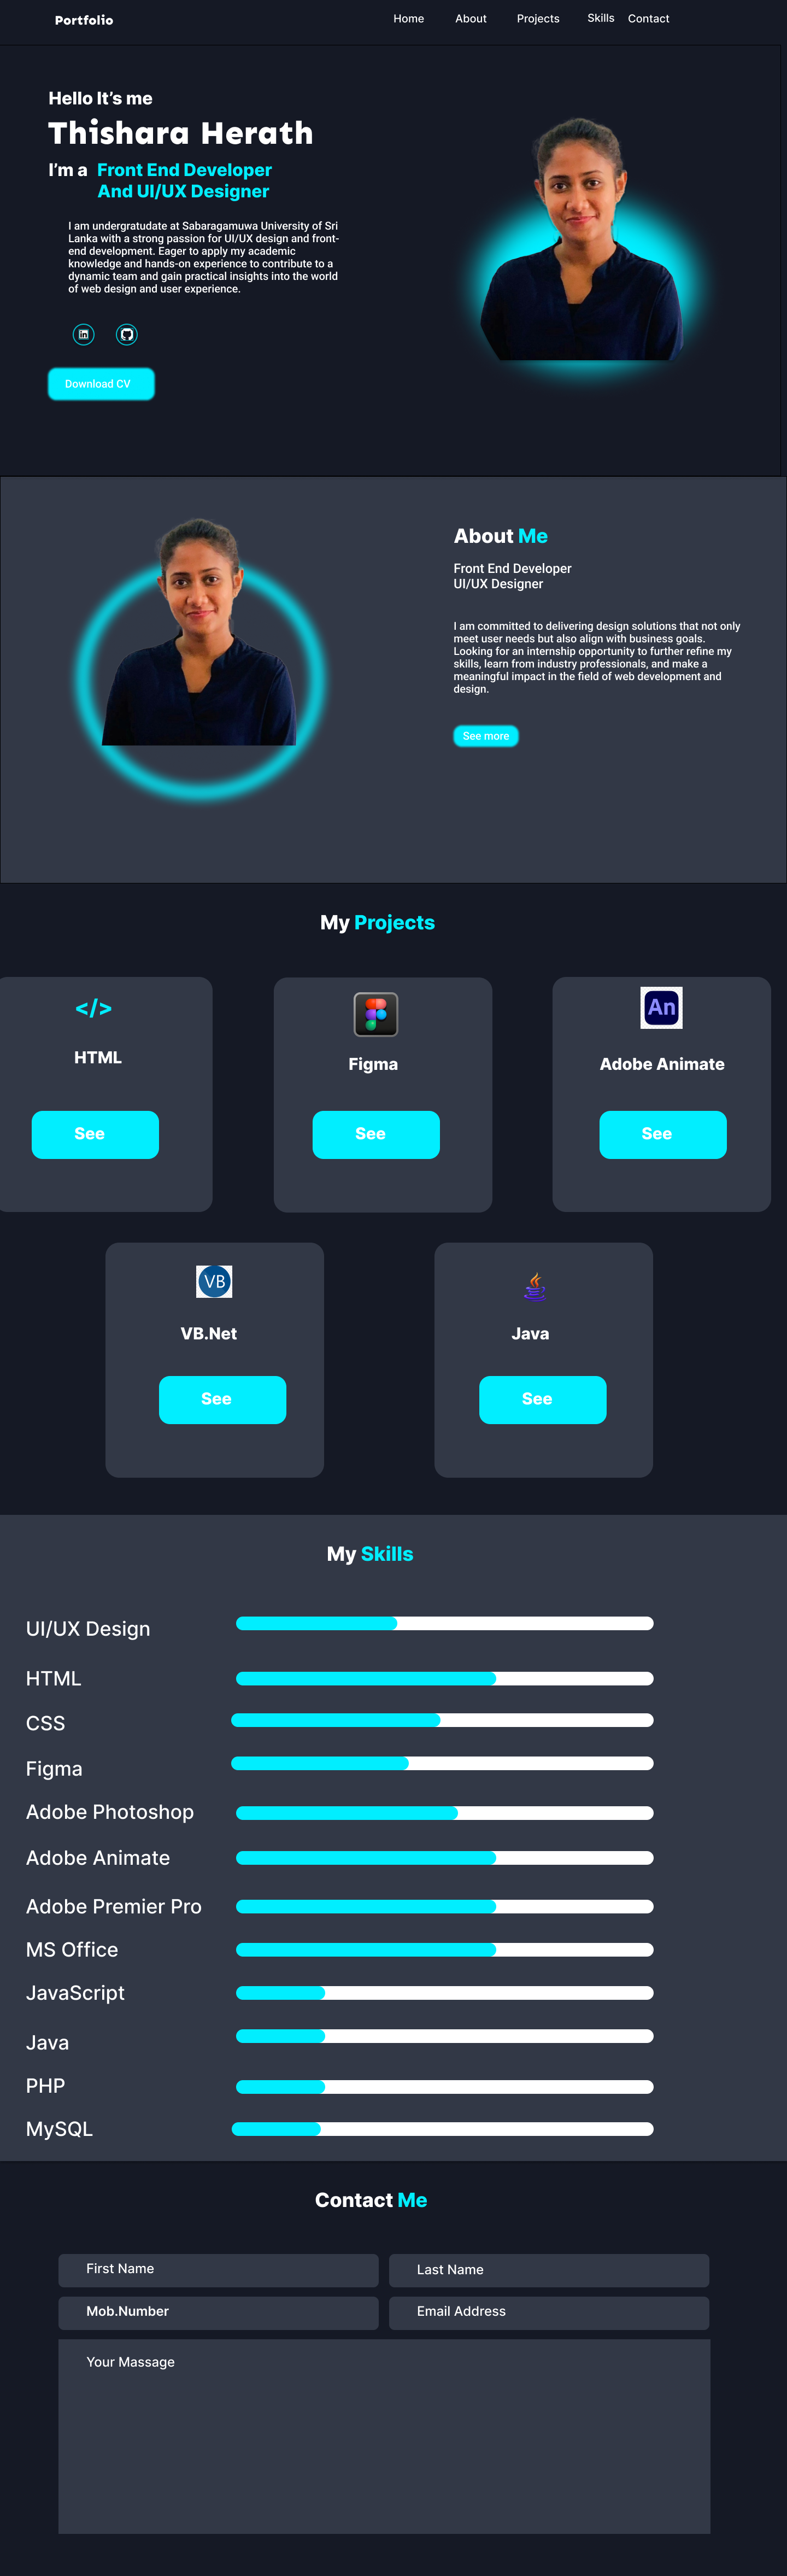 Portfolio
Home About Projects Skills Contact
Hello It’s me
Thishara Herath
I’m a Front End Developer
And UI/UX Designer
I am undergratudate at Sabaragamuwa University of Sri
Lanka with a strong passion for UI/UX design and front-
end development. Eager to apply my academic
knowledge and hands-on experience to contribute to a
dynamic team and gain practical insights into the world
of web design and user experience.
in
Download CV
About Me
Front End Developer
UI/UX Designer
I am committed to delivering design solutions that not only
meet user needs but also align with business goals.
Looking for an internship opportunity to further refine my
skills, learn from industry professionals, and make a
meaningful impact in the field of web development and
design.
See more
My Projects
</>
HTML
See
Figma
See
An
Adobe Animate
See
VB
VB.Net
See
Java
See
My Skills
UI/UX Design
HTML
CSS
Figma
Adobe Photoshop
Adobe Animate
Adobe Premier Pro
MS Office
JavaScript
Java
PHP
MySQL
Contact Me
First Name
Last Name
Mob.Number
Email Address
Your Massage